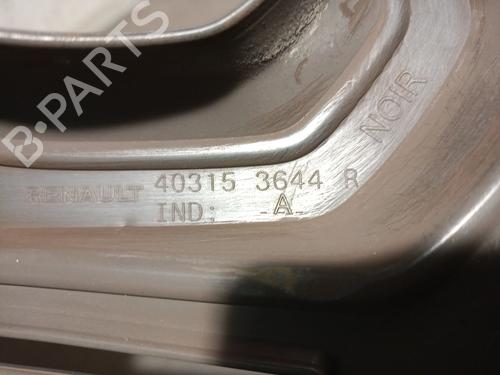 B-PARTS
NOIR
RENAULT 40315 3644 R
IND: -A-